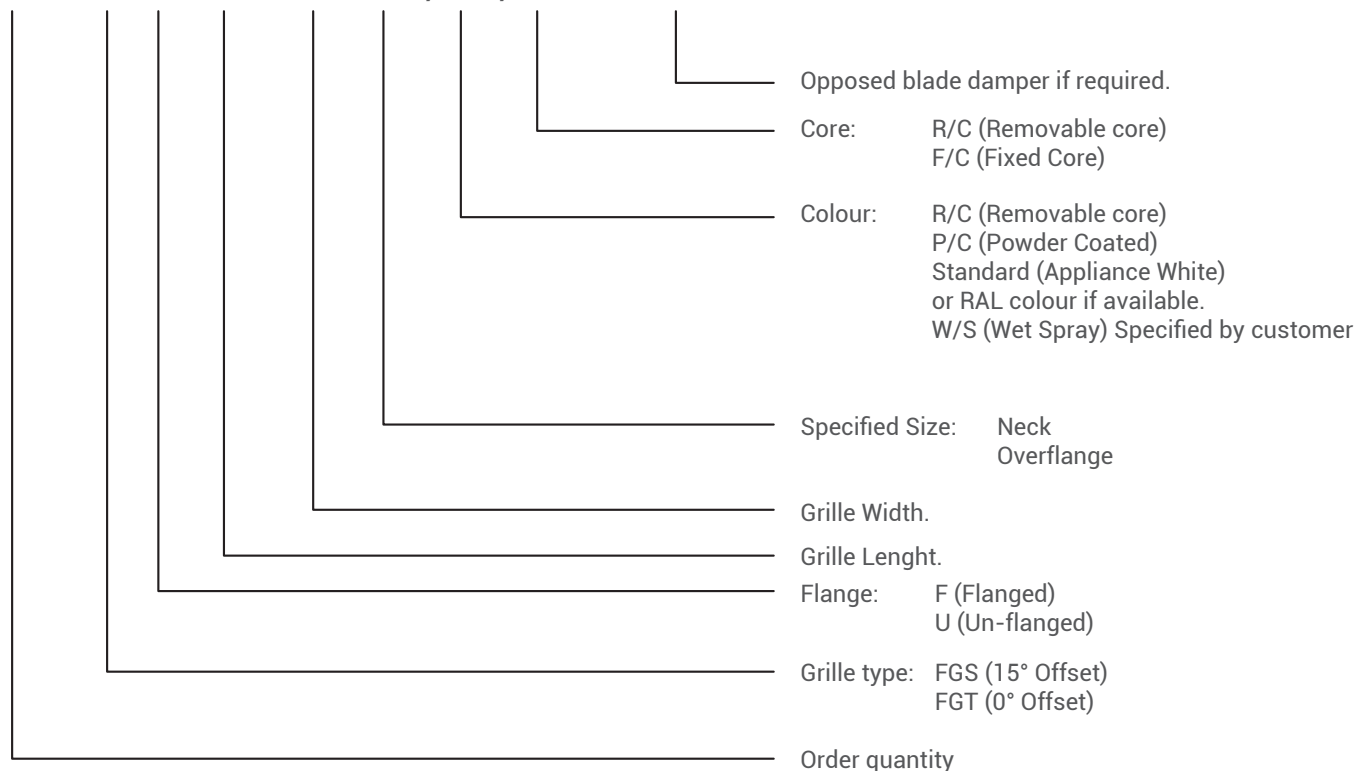 Opposed blade damper if required.
Core: R/C (Removable core)
F/C (Fixed Core)
Colour: R/C (Removable core)
P/C (Powder Coated)
Standard (Appliance White)
or RAL colour if available.
W/S (Wet Spray) Specified by customer
Specified Size: Neck
Overflange
Grille Width.
Grille Lenght.
Flange: F (Flanged)
U (Un-flanged)
Grille type: FGS (15° Offset)
FGT (0° Offset)
Order quantity